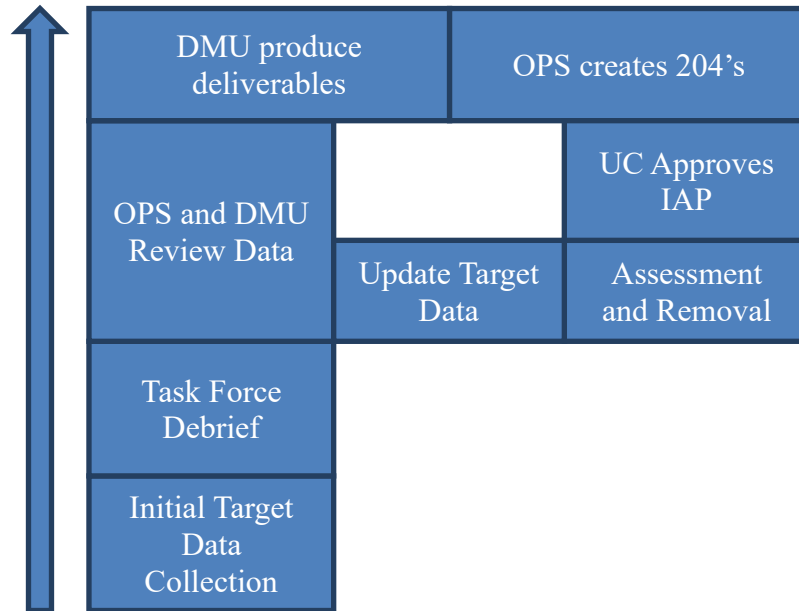 DMU produce
deliverables
OPS creates 204’s
OPS and DMU
Review Data
UC Approves
IAP
Update Target
Data
Assessment
and Removal
Task Force
Debrief
Initial Target
Data
Collection